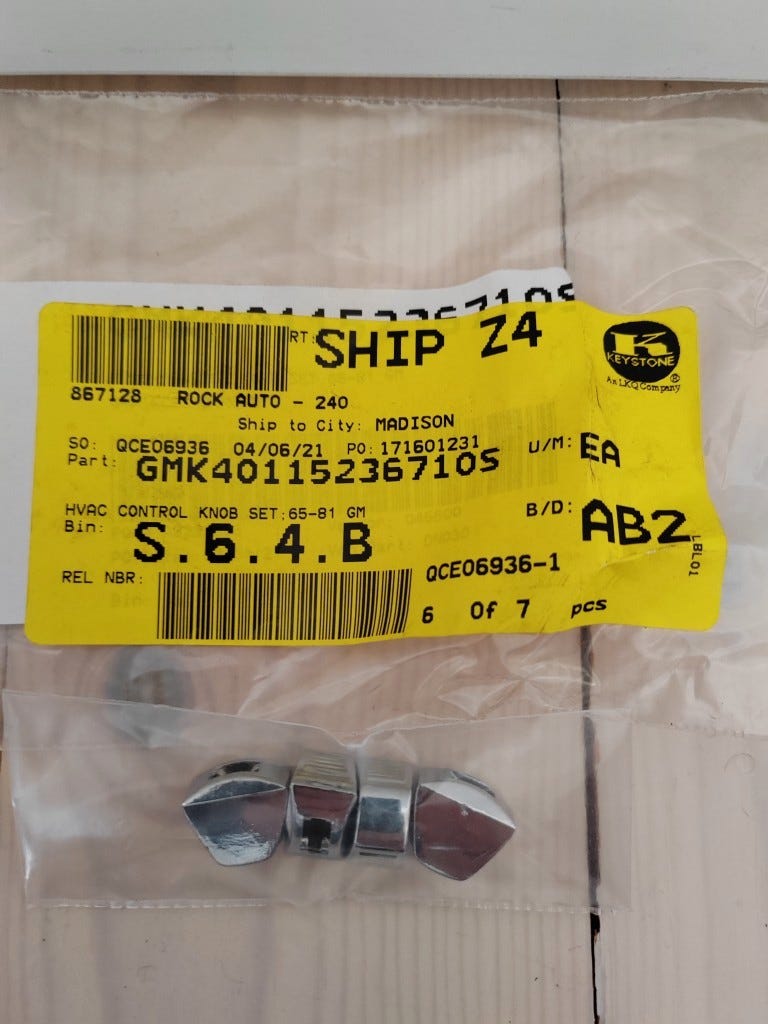 SHIP Z4
K
KEYSTONE
An LKQ Company ®
867128 ROCK AUTO - 240
Ship to City: MADISON
SO: QCE06936 04/06/21 PO: 171601231 U/M: EA
Part: GMK40115236710S
HVAC CONTROL KNOB SET;65-81 GM B/D: AB2
Bin: S.6.4.B
LBL01
REL NBR: QCE06936-1
6 Of 7 pcs